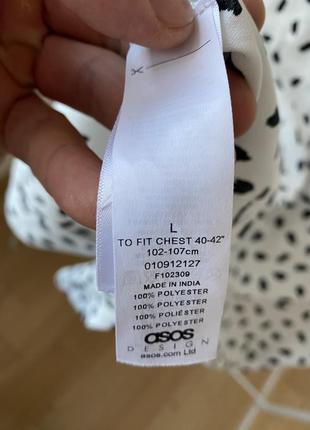 L
TO FIT CHEST 40-42"
102-107cm
010912127
F102309
MADE IN INDIA
100% POLYESTER
100% POLYESTER
100% POLIÉSTER
100% POLYESTER
asos
DESIGN
asos.com Ltd